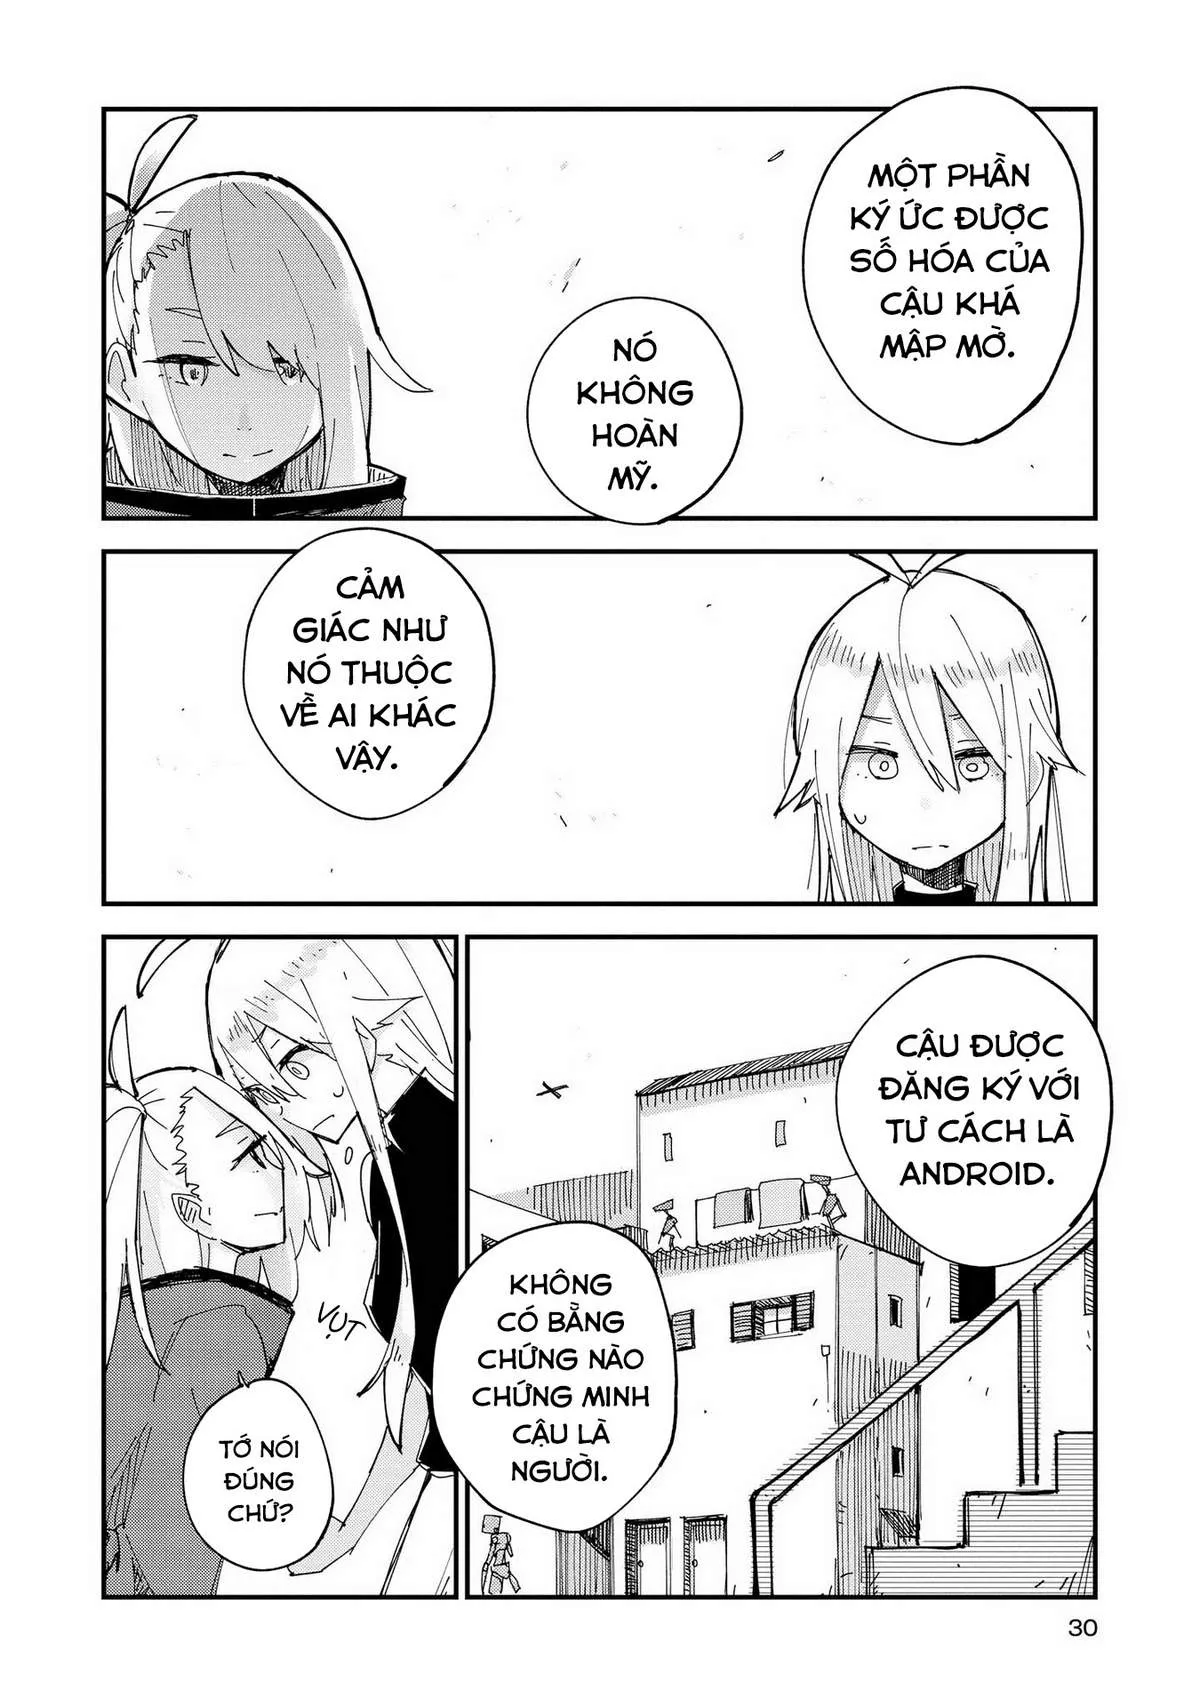 MỘT PHẦN
KÝ ỨC ĐƯỢC
SỐ HÓA CỦA
CẬU KHÁ
MẬP MỜ.
NÓ
KHÔNG
HOÀN
MỸ.
CẢM
GIÁC NHƯ
NÓ THUỘC
VỀ AI KHÁC
VẬY.
CẬU ĐƯỢC
ĐĂNG KÝ VỚI
TƯ CÁCH LÀ
ANDROID.
KHÔNG
CÓ BẰNG
CHỨNG NÀO
CHỨNG MINH
CẬU LÀ
NGƯỜI.
VỤT
TỚ NÓI
ĐÚNG
CHỨ?
30